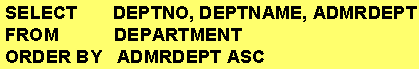 SELECT DEPTNO, DEPTNAME, ADMRDEPT
FROM DEPARTMENT
ORDER BY ADMRDEPT ASC